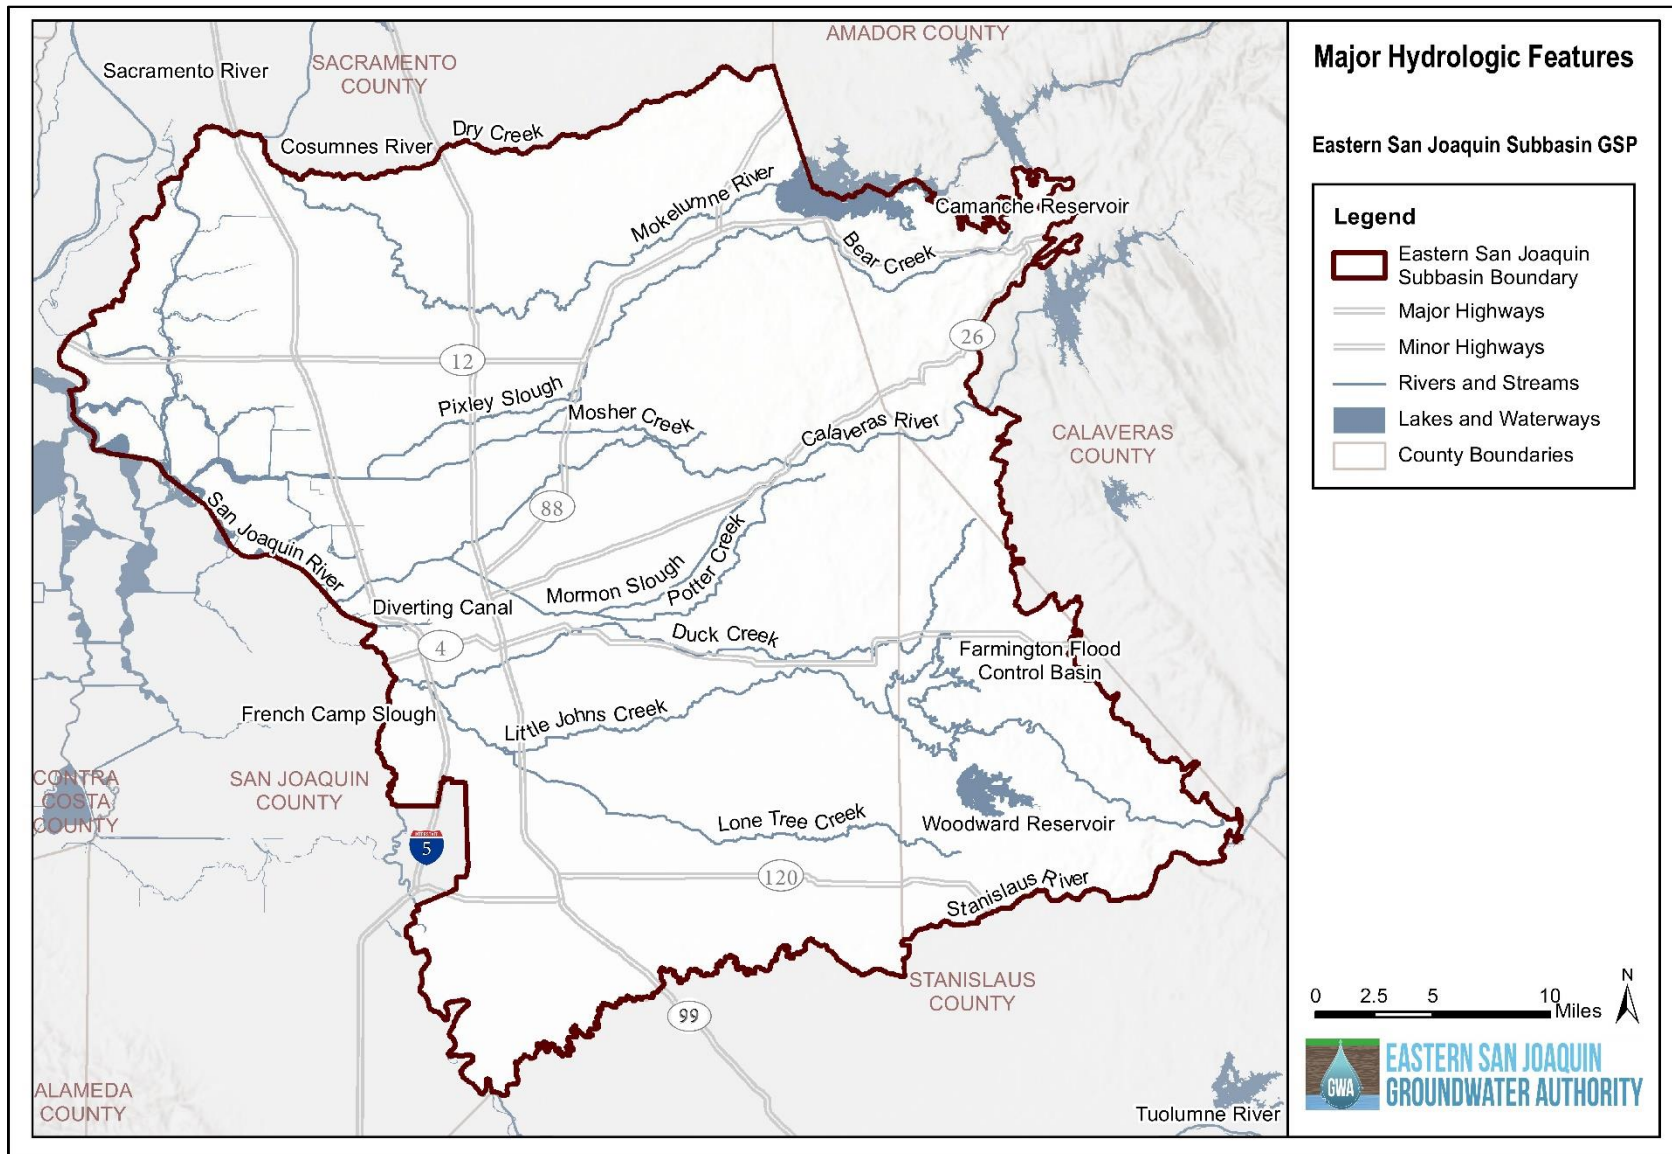 AMADOR COUNTY
Sacramento River
SACRAMENTO
COUNTY
Dry Creek
Cosumnes River
Mokelumne River
Camanche Reservoir
Bear Creek
26
12
Pixley Slough
Mosher Creek
Calaveras River
CALAVERAS
COUNTY
88
San Joaquin River
Mormon Slough
Potter Creek
Diverting Canal
4
Duck Creek
Farmington Flood
Control Basin
French Camp Slough
Little Johns Creek
CONTRA
COSTA
COUNTY
SAN JOAQUIN
COUNTY
Lone Tree Creek
Woodward Reservoir
5
120
Stanislaus River
STANISLAUS
COUNTY
99
ALAMEDA
COUNTY
Tuolumne River
Major Hydrologic Features
Eastern San Joaquin Subbasin GSP
Legend
Eastern San Joaquin
Subbasin Boundary
Major Highways
Minor Highways
Rivers and Streams
Lakes and Waterways
County Boundaries
N
0 2.5 5 10
Miles
GWA
EASTERN SAN JOAQUIN
GROUNDWATER AUTHORITY